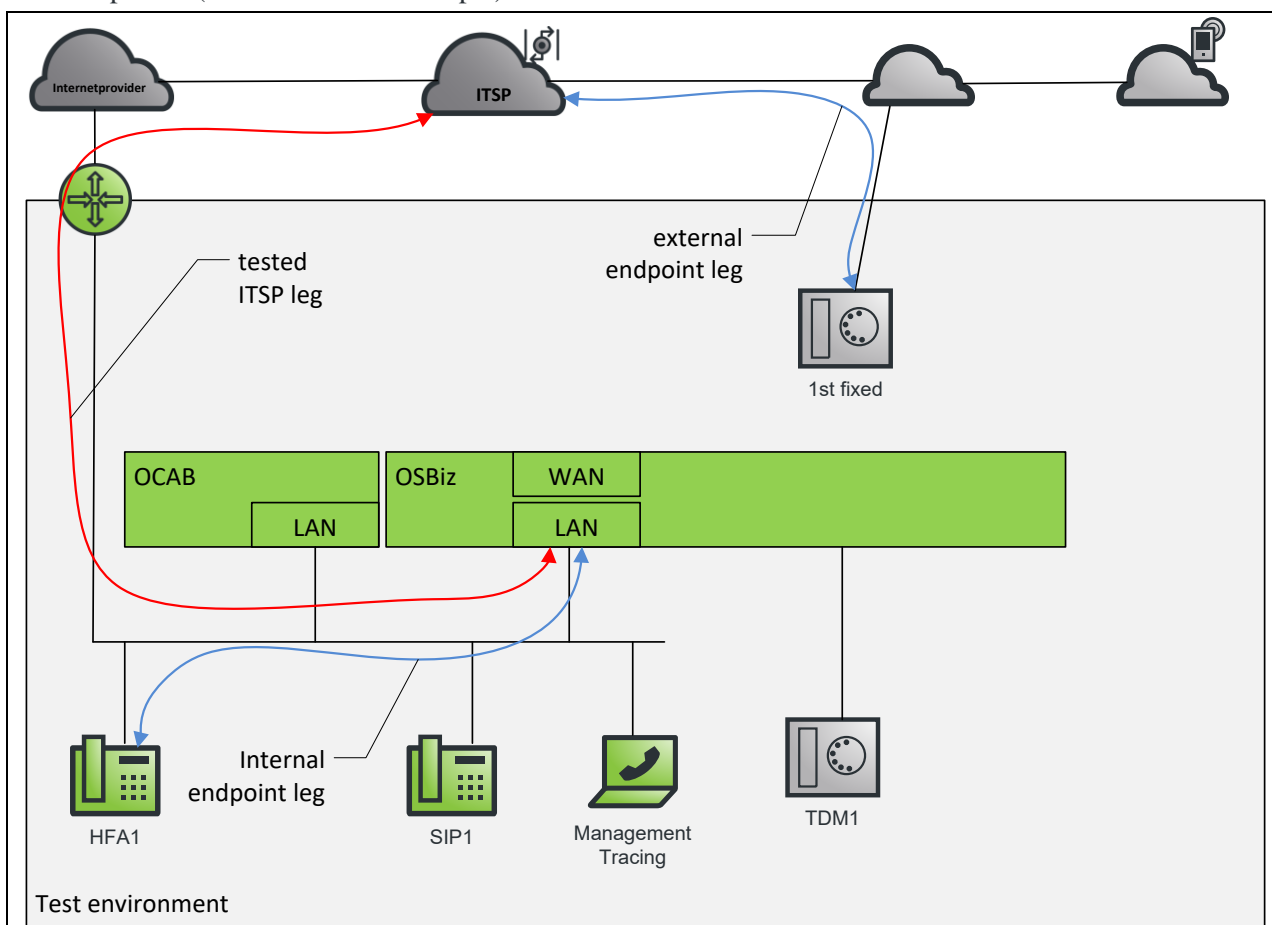 Internetprovider
ITSP
tested
ITSP leg
external
endpoint leg
1st fixed
OCAB
LAN
OSBiz
WAN
LAN
Internal
endpoint leg
HFA1
SIP1
Management
Tracing
TDM1
Test environment